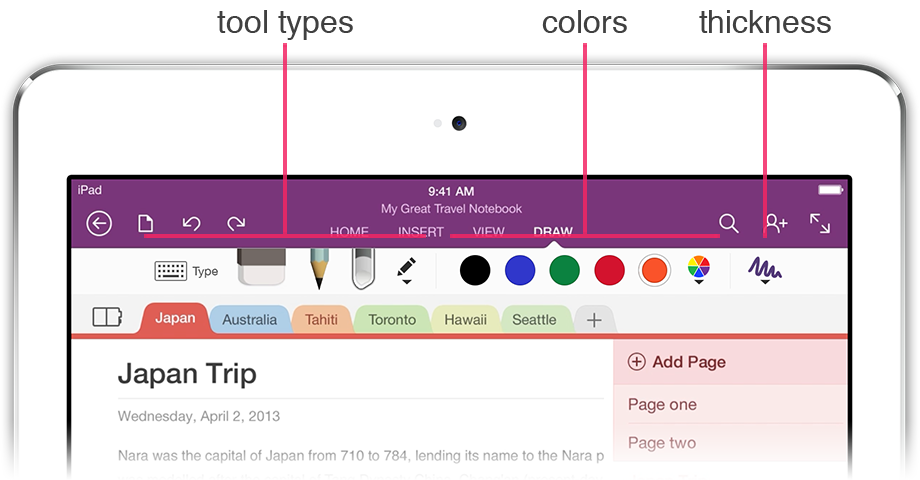 tool types
colors
thickness
iPad
9:41 AM
My Great Travel Notebook
HOME INSERT VIEW DRAW
Type
Japan Australia Tahiti Toronto Hawaii Seattle
Japan Trip
Add Page
Wednesday, April 2, 2013
Page one
Page two
Nara was the capital of Japan from 710 to 784, lending its name to the Nara p